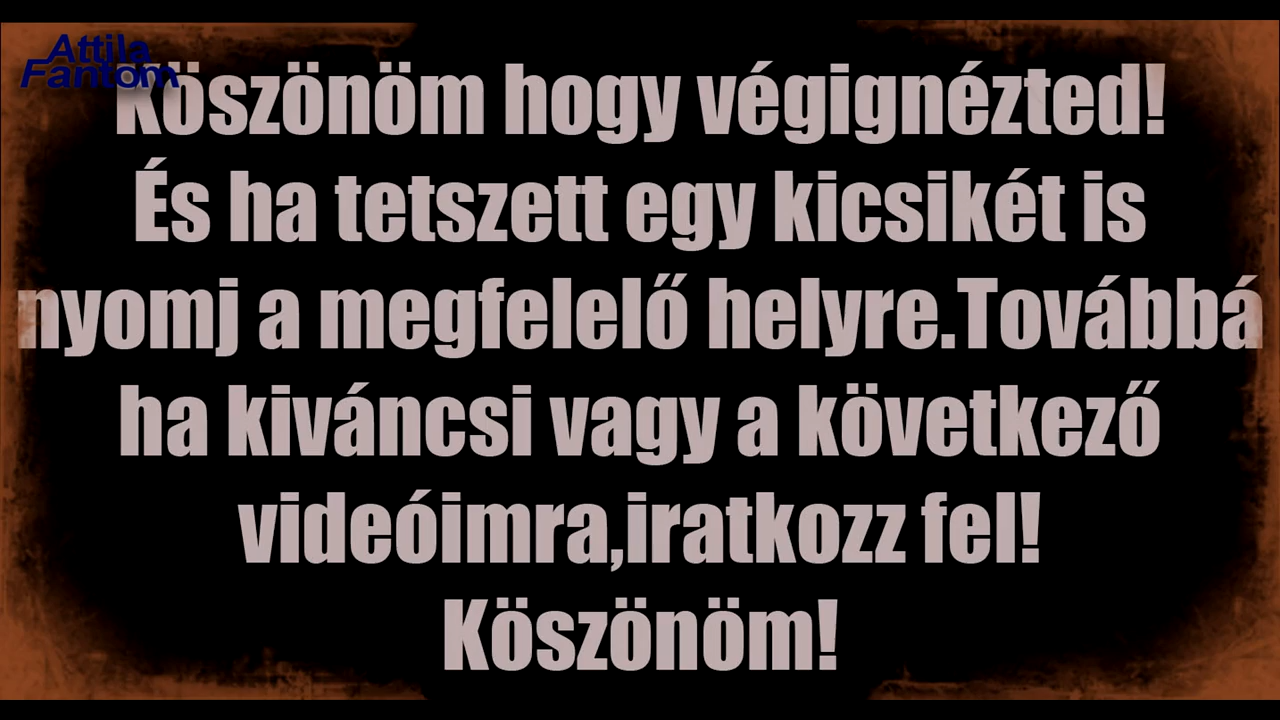 Attila
Fantom
Köszönöm hogy végignézted!
És ha tetszett egy kicsikét is
nyomj a megfelelő helyre.Továbbá
ha kiváncsi vagy a következő
videóimra,iratkozz fel!
Köszönöm!